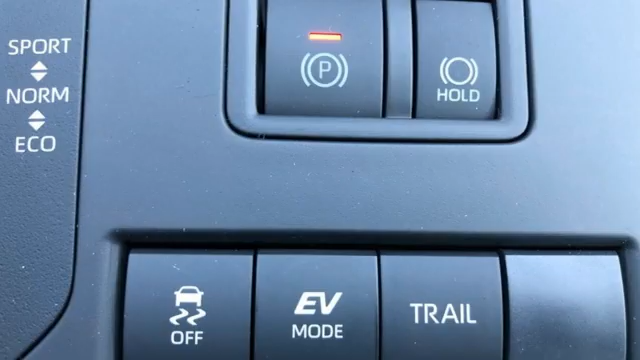 SPORT
NORM
ECO
P
HOLD
OFF
EV
MODE
TRAIL